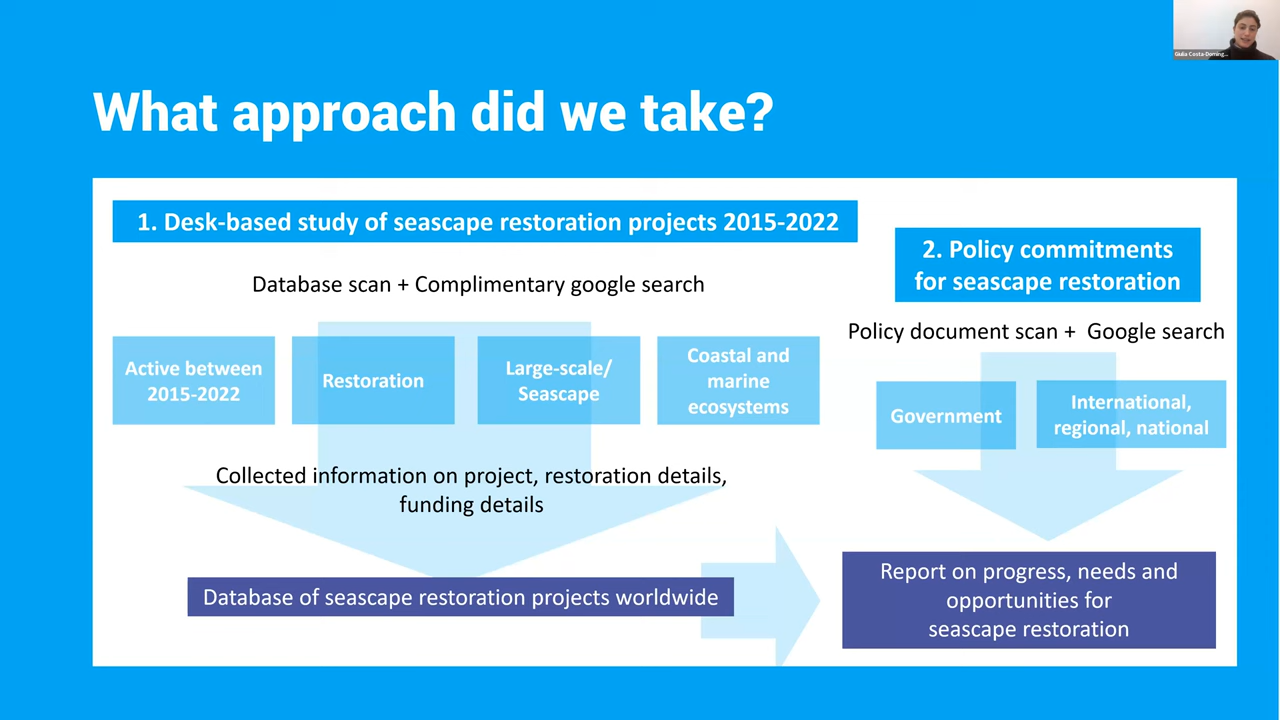 Giulia Costa-Doming...
What approach did we take?
1. Desk-based study of seascape restoration projects 2015-2022
Database scan + Complimentary google search
Active between
2015-2022
Restoration
Large-scale/
Seascape
Coastal and
marine
ecosystems
Collected information on project, restoration details,
funding details
Database of seascape restoration projects worldwide
2. Policy commitments
for seascape restoration
Policy document scan + Google search
Government
International,
regional, national
Report on progress, needs and
opportunities for
seascape restoration